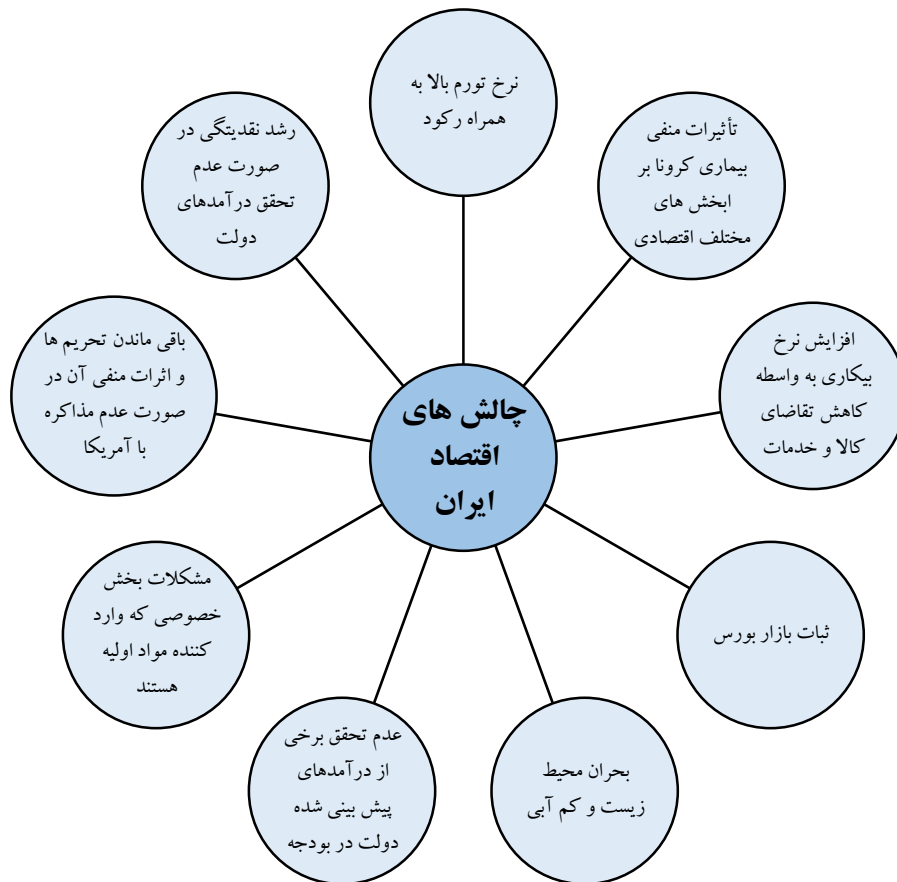 چالش های
اقتصاد
ایران
نرخ تورم بالا به
همراه رکود
تأثیرات منفی
بیماری کرونا بر
ابخش های
مختلف اقتصادی
افزایش نرخ
بیکاری به واسطه
کاهش تقاضای
کالا و خدمات
ثبات بازار بورس
بحران محیط
زیست و کم آبی
عدم تحقق برخی
از درآمدهای
پیش بینی شده
دولت در بودجه
مشکلات بخش
خصوصی که وارد
کننده مواد اولیه
هستند
باقی ماندن تحریم ها
و اثرات منفی آن در
صورت عدم مذاکره
با آمریکا
رشد نقدیتگی در
صورت عدم
تحقق درآمدهای
دولت